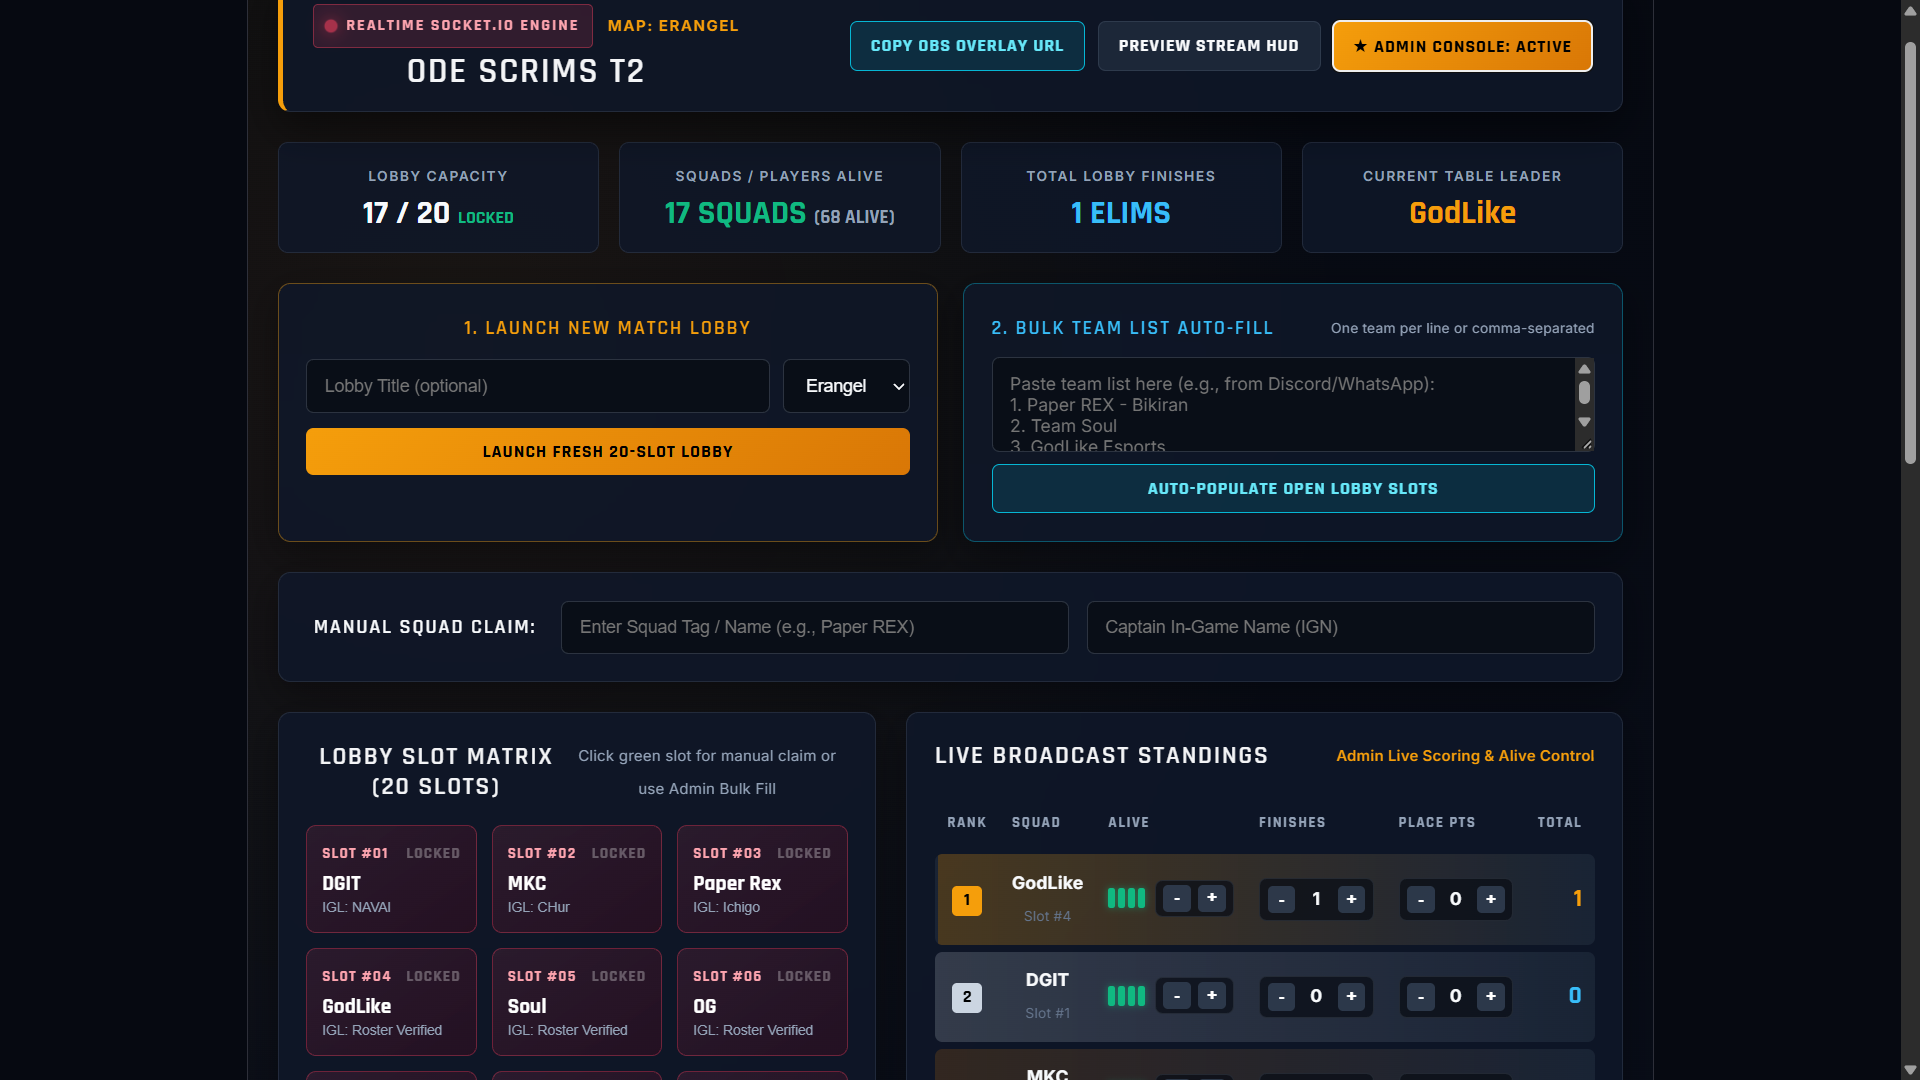 REALTIME SOCKET.IO ENGINE
MAP: ERANGEL
ODE SCRIMS T2
COPY OBS OVERLAY URL
PREVIEW STREAM HUD
★ ADMIN CONSOLE: ACTIVE
LOBBY CAPACITY
17 / 20 LOCKED
SQUADS / PLAYERS ALIVE
17 SQUADS (68 ALIVE)
TOTAL LOBBY FINISHES
1 ELIMS
CURRENT TABLE LEADER
GodLike
1. LAUNCH NEW MATCH LOBBY
Lobby Title (optional)
Erangel
LAUNCH FRESH 20-SLOT LOBBY
2. BULK TEAM LIST AUTO-FILL
One team per line or comma-separated
Paste team list here (e.g., from Discord/WhatsApp):
1. Paper REX - Bikiran
2. Team Soul
3. GodLike Esports
AUTO-POPULATE OPEN LOBBY SLOTS
MANUAL SQUAD CLAIM:
Enter Squad Tag / Name (e.g., Paper REX)
Captain In-Game Name (IGN)
LOBBY SLOT MATRIX
(20 SLOTS)
Click green slot for manual claim or
use Admin Bulk Fill
SLOT #01 LOCKED
DGIT
IGL: NAVAI
SLOT #02 LOCKED
MKC
IGL: CHur
SLOT #03 LOCKED
Paper Rex
IGL: Ichigo
SLOT #04 LOCKED
GodLike
IGL: Roster Verified
SLOT #05 LOCKED
Soul
IGL: Roster Verified
SLOT #06 LOCKED
OG
IGL: Roster Verified
LIVE BROADCAST STANDINGS
Admin Live Scoring & Alive Control
RANK SQUAD ALIVE FINISHES PLACE PTS TOTAL
1 GodLike - + - 1 + - 0 + 1
Slot #4
2 DGIT - + - 0 + - 0 + 0
Slot #1
MKC